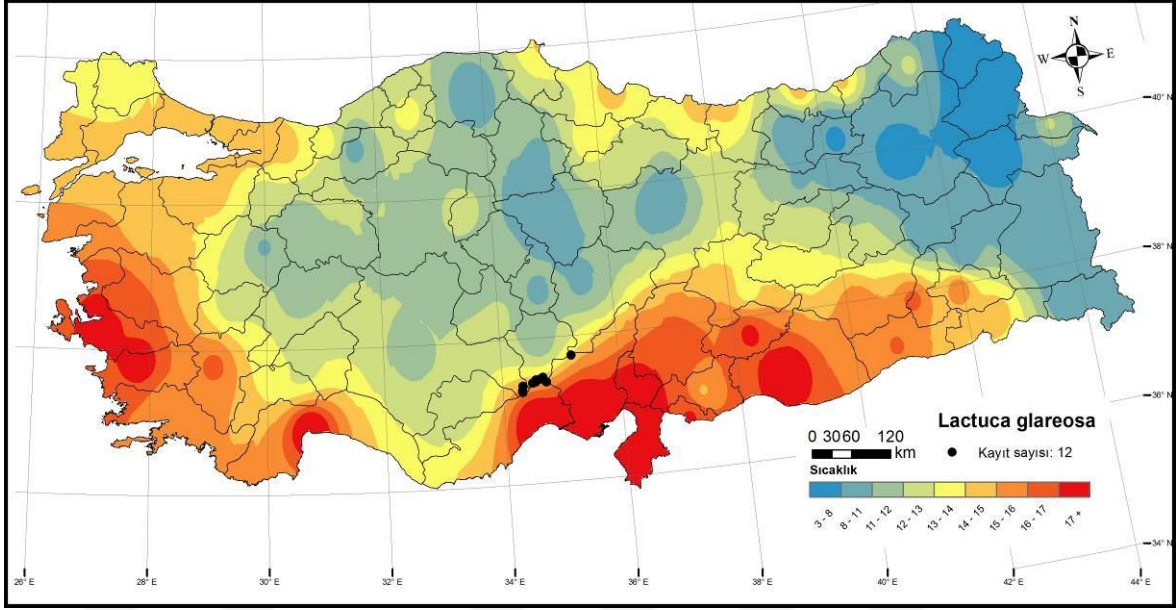 N
W E
S
40° N
38° N
36° N
34° N
Lactuca glareosa
0 30 60 120
km
Kayıt sayısı: 12
Sıcaklık
3 - 8 8 - 11 11 - 12 12 - 13 13 - 14 14 - 15 15 - 16 16 - 17 17 +
26° E 28° E 30° E 32° E 34° E 36° E 38° E 40° E 42° E 44° E